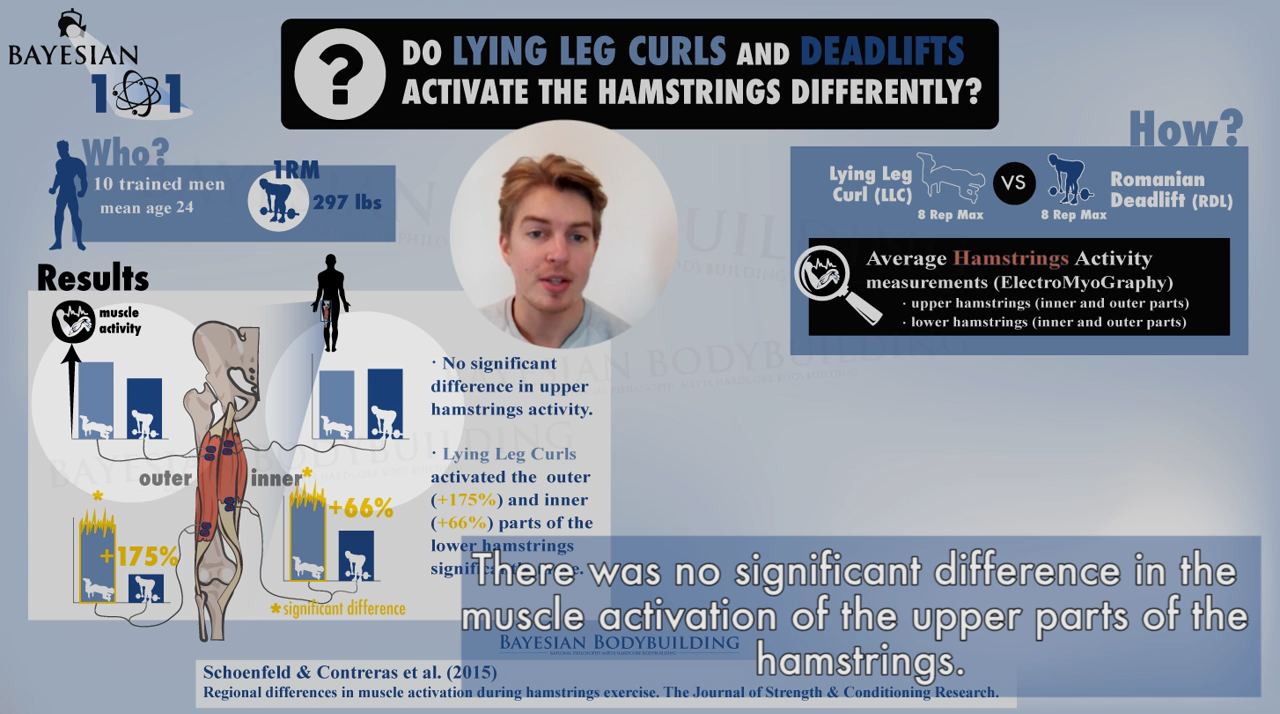 BAYESIAN
101
? DO LYING LEG CURLS AND DEADLIFTS
ACTIVATE THE HAMSTRINGS DIFFERENTLY?
Who?
10 trained men
mean age 24
1RM
297 lbs
How?
Lying Leg
Curl (LLC)
8 Rep Max
VS
8 Rep Max
Romanian
Deadlift (RDL)
Average Hamstrings Activity
measurements (ElectroMyoGraphy)
· upper hamstrings (inner and outer parts)
· lower hamstrings (inner and outer parts)
Results
muscle
activity
outer
inner
*
*
+175%
+66%
*significant difference
· No significant
difference in upper
hamstrings activity.
· Lying Leg Curls
activated the outer
(+175%) and inner
(+66%) parts of the
lower hamstrings
There was no significant difference in the
muscle activation of the upper parts of the
hamstrings.
BAYESIAN BODYBUILDING
Schoenfeld & Contreras et al. (2015)
Regional differences in muscle activation during hamstrings exercise. The Journal of Strength & Conditioning Research.